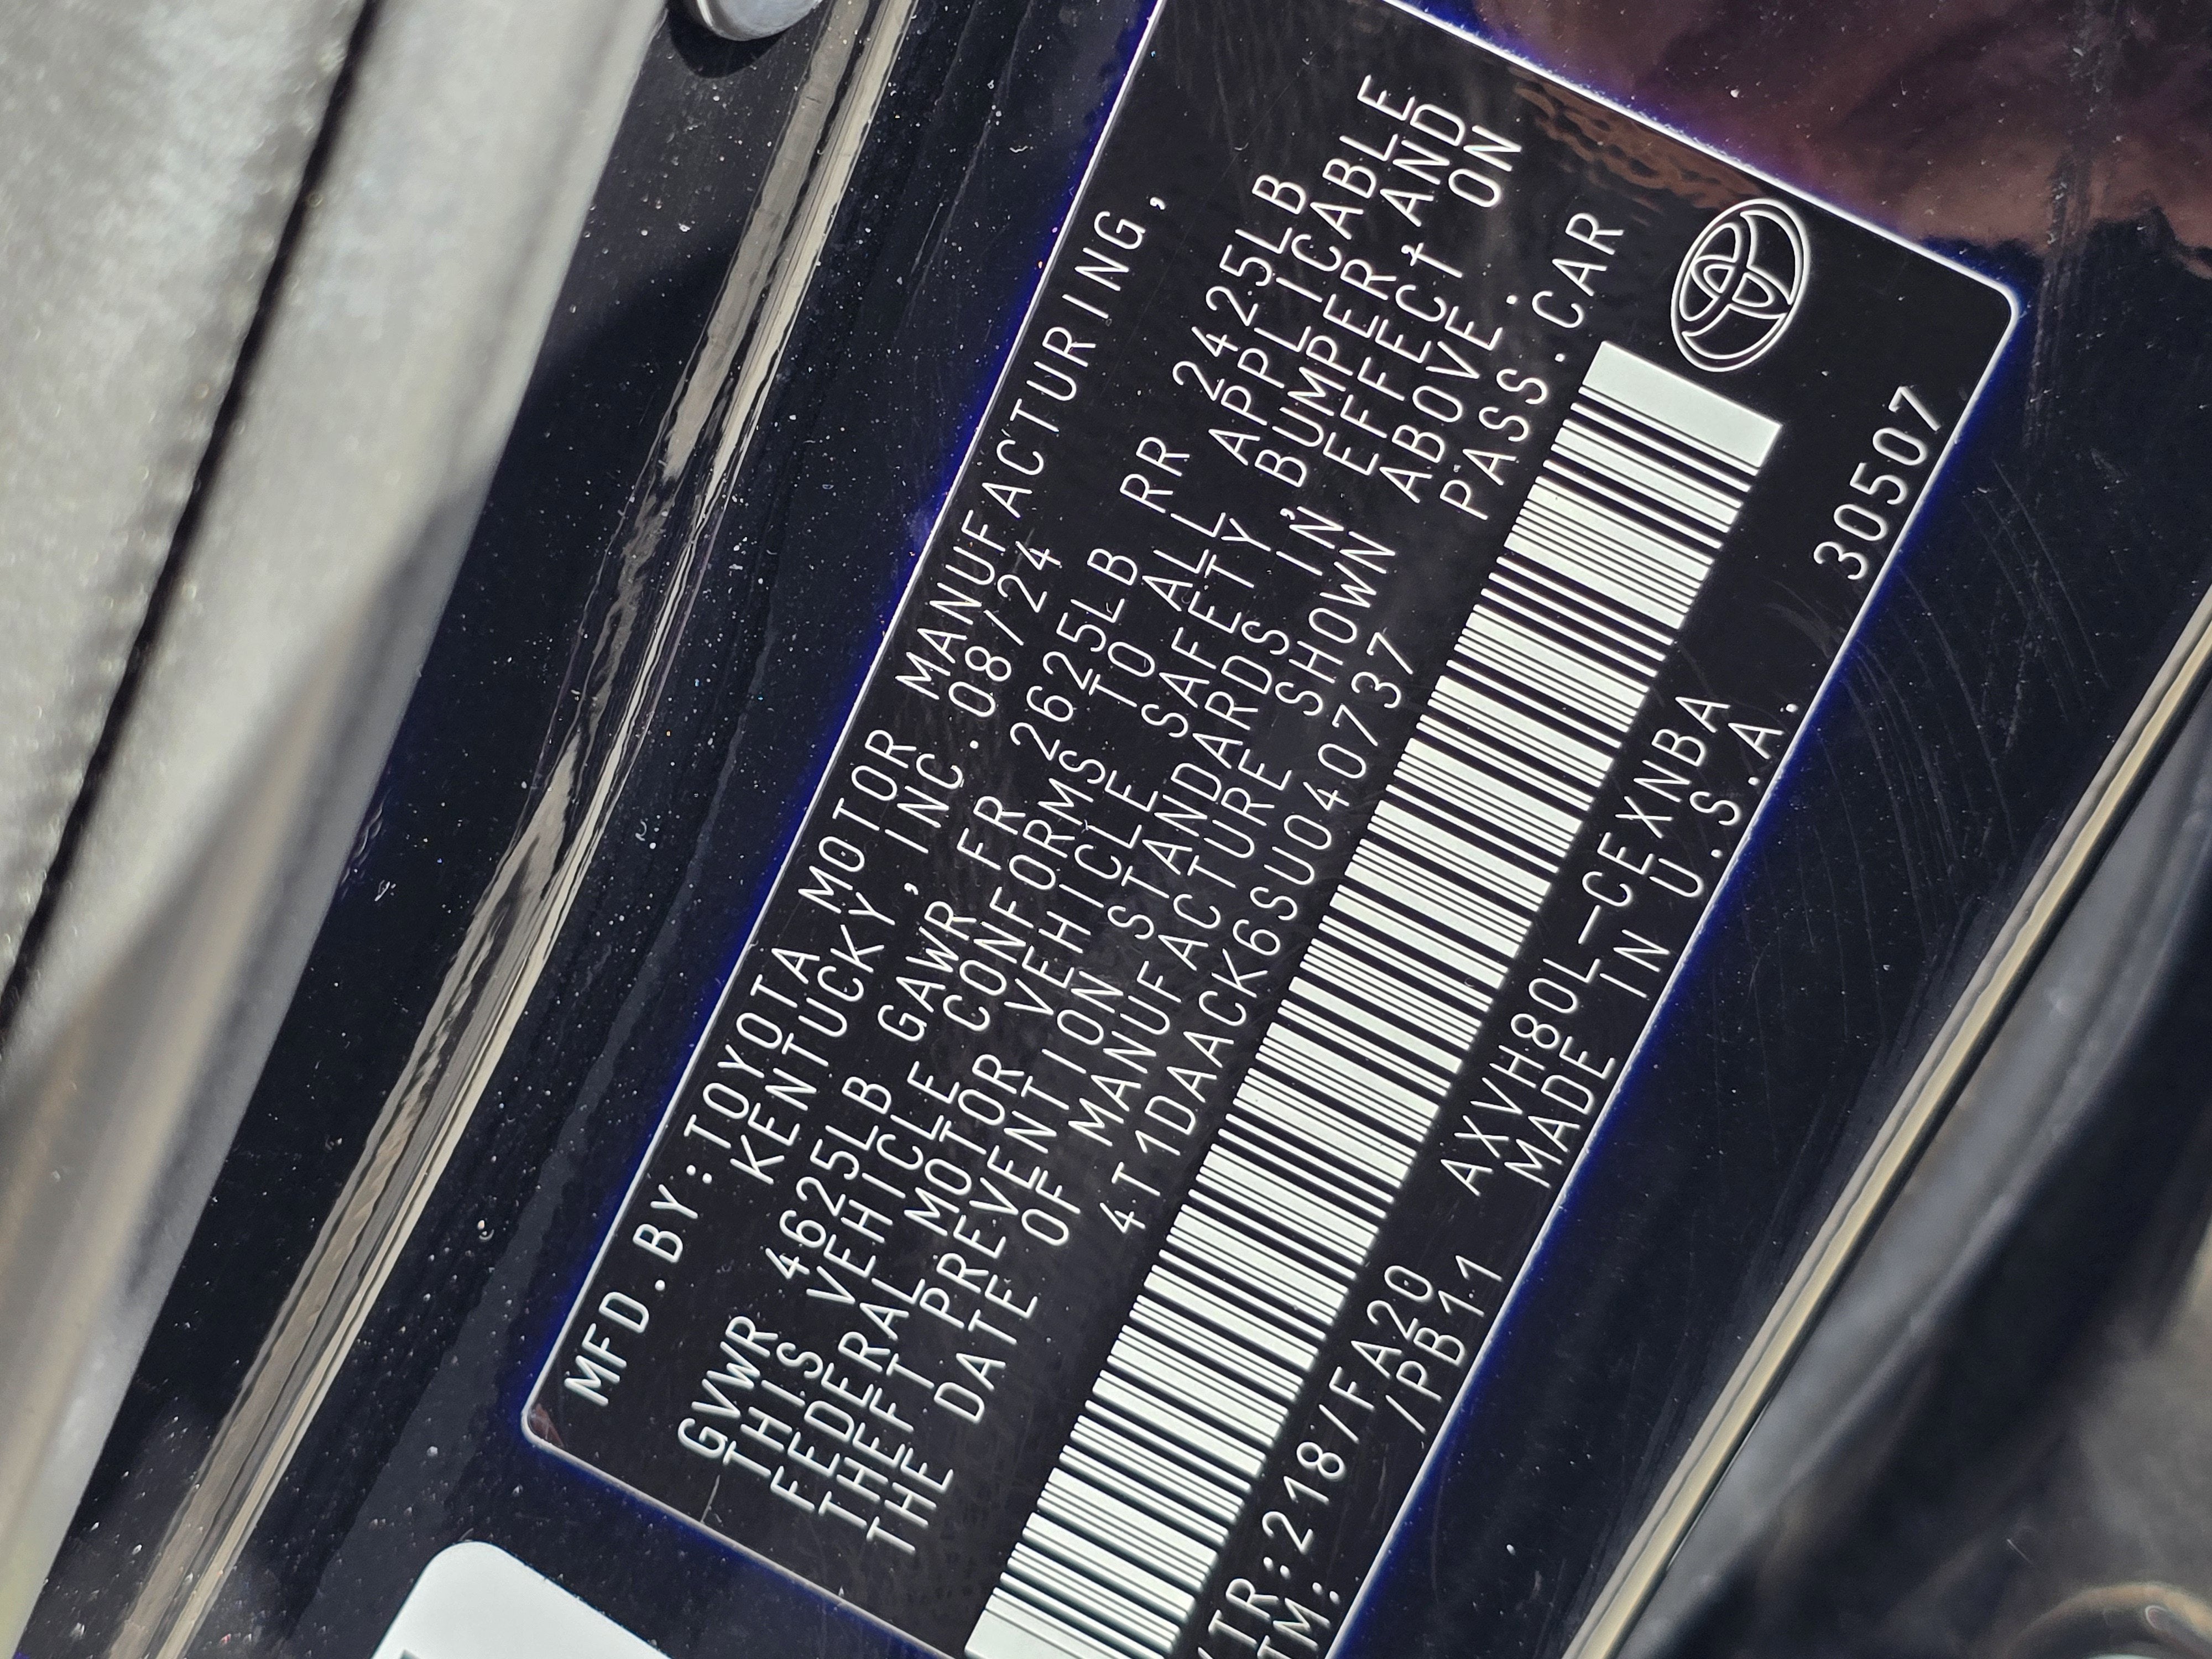 MFD.BY:TOYOTA MOTOR MANUFACTURING,
KENTUCKY,INC.08/24
GVWR 4625LB GAWR FR 2625LB RR 2425LB
THIS VEHICLE CONFORMS TO ALL APPLICABLE
FEDERAL MOTOR VEHICLE SAFETY,BUMPER,AND
THEFT PREVENTION STANDARDS IN EFFECT ON
THE DATE OF MANUFACTURE SHOWN ABOVE.
4T1DAACK6SU040737 PASS.CAR
/TR:218/FA20 AXVH80L-CEXNBA
TM: /PB11 MADE IN U.S.A. 30507